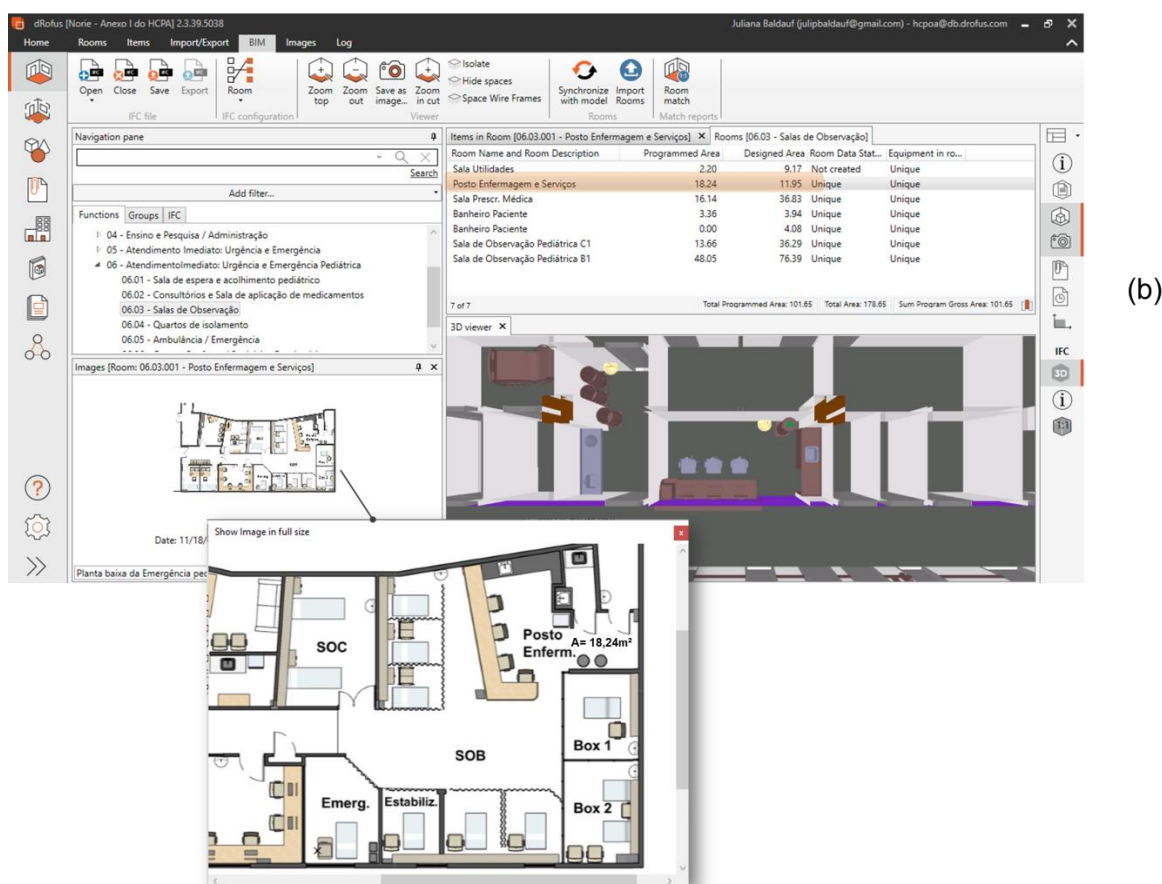 dRofus [Norie - Anexo I do HCPA] 2.3.39.5038
Juliana Baldauf (julipbaldauf@gmail.com) - hcpoa@db.drofus.com
Home Rooms Items Import/Export BIM Images Log
Open Close Save Export
IFC file
Room
IFC configuration
Zoom top
Zoom out
Save as image...
Zoom in cut
Isolate
Hide spaces
Space Wire Frames
Viewer
Synchronize with model
Import Rooms
Rooms
Room match
Match reports
Navigation pane
Search
Add filter...
Functions Groups IFC
04 - Ensino e Pesquisa / Administração
05 - Atendimento Imediato: Urgência e Emergência
06 - AtendimentoImediato: Urgência e Emergência Pediátrica
06.01 - Sala de espera e acolhimento pediátrico
06.02 - Consultórios e Sala de aplicação de medicamentos
06.03 - Salas de Observação
06.04 - Quartos de isolamento
06.05 - Ambulância / Emergência
Items in Room [06.03.001 - Posto Enfermagem e Serviços] Rooms [06.03 - Salas de Observação]
Room Name and Room Description Programmed Area Designed Area Room Data Stat... Equipment in ro...
Sala Utilidades 2.20 9.17 Not created Unique
Posto Enfermagem e Serviços 18.24 11.95 Unique Unique
Sala Prescr. Médica 16.14 36.83 Unique Unique
Banheiro Paciente 3.36 3.94 Unique Unique
Banheiro Paciente 0.00 4.08 Unique Unique
Sala de Observação Pediátrica C1 13.66 36.29 Unique Unique
Sala de Observação Pediátrica B1 48.05 76.39 Unique Unique
7 of 7 Total Programmed Area: 101.65 Total Area: 178.65 Sum Program Gross Area: 101.65
3D viewer
IFC
3D
1:1
(b)
Images [Room: 06.03.001 - Posto Enfermagem e Serviços]
Date: 11/18/
Planta baixa da Emergência pe
Show Image in full size
SOC
Posto Enferm.
A= 18,24m²
SOB
Box 1
Box 2
Emerg.
Estabiliz.